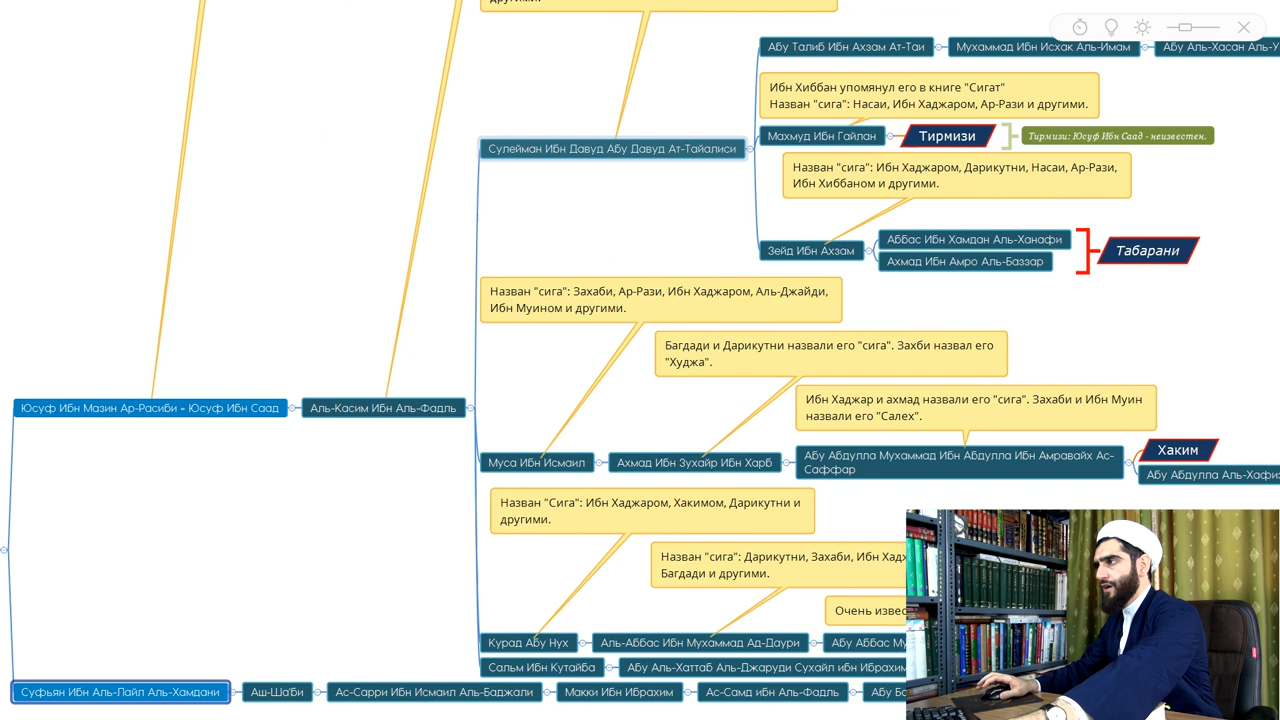 другими.
Абу Талиб Ибн Ахзам Ат-Таи
Мухаммад Ибн Исхак Аль-Имам
Абу Аль-Хасан Аль-У
Ибн Хиббан упомянул его в книге "Сигат"
Назван "сига": Насаи, Ибн Хаджаром, Ар-Рази и другими.
Сулейман Ибн Давуд Абу Давуд Ат-Тайалиси
Махмуд Ибн Гайлан
Тирмизи
Тирмизи: Юсуф Ибн Саад - неизвестен.
Назван "сига": Ибн Хаджаром, Дарикутни, Насаи, Ар-Рази,
Ибн Хиббаном и другими.
Зейд Ибн Ахзам
Аббас Ибн Хамдан Аль-Ханафи
Ахмад Ибн Амро Аль-Баззар
Табарани
Назван "сига": Захаби, Ар-Рази, Ибн Хаджаром, Аль-Джайди,
Ибн Муином и другими.
Багдади и Дарикутни назвали его "сига". Захби назвал его
"Худжа".
Ибн Хаджар и ахмад назвали его "сига". Захаби и Ибн Муин
назвали его "Салех".
Юсуф Ибн Мазин Ар-Расиби = Юсуф Ибн Саад
Аль-Касим Ибн Аль-Фадль
Муса Ибн Исмаил
Ахмад Ибн Зухайр Ибн Харб
Абу Абдулла Мухаммад Ибн Абдулла Ибн Амравайх Ас-
Саффар
Хаким
Абу Абдулла Аль-Хафи
Назван "Сига": Ибн Хаджаром, Хакимом, Дарикутни и
другими.
Назван "сига": Дарикутни, Захаби, Ибн Хадж
Багдади и другими.
Очень извес
Курад Абу Нух
Аль-Аббас Ибн Мухаммад Ад-Даури
Абу Аббас Му
Сальм Ибн Кутайба
Абу Аль-Хаттаб Аль-Джаруди Сухайл ибн Ибрахим
Суфьян Ибн Аль-Лайл Аль-Хамдани
Аш-Ша'би
Ас-Сарри Ибн Исмаил Аль-Баджали
Макки Ибн Ибрахим
Ас-Самд ибн Аль-Фадль
Абу Ба